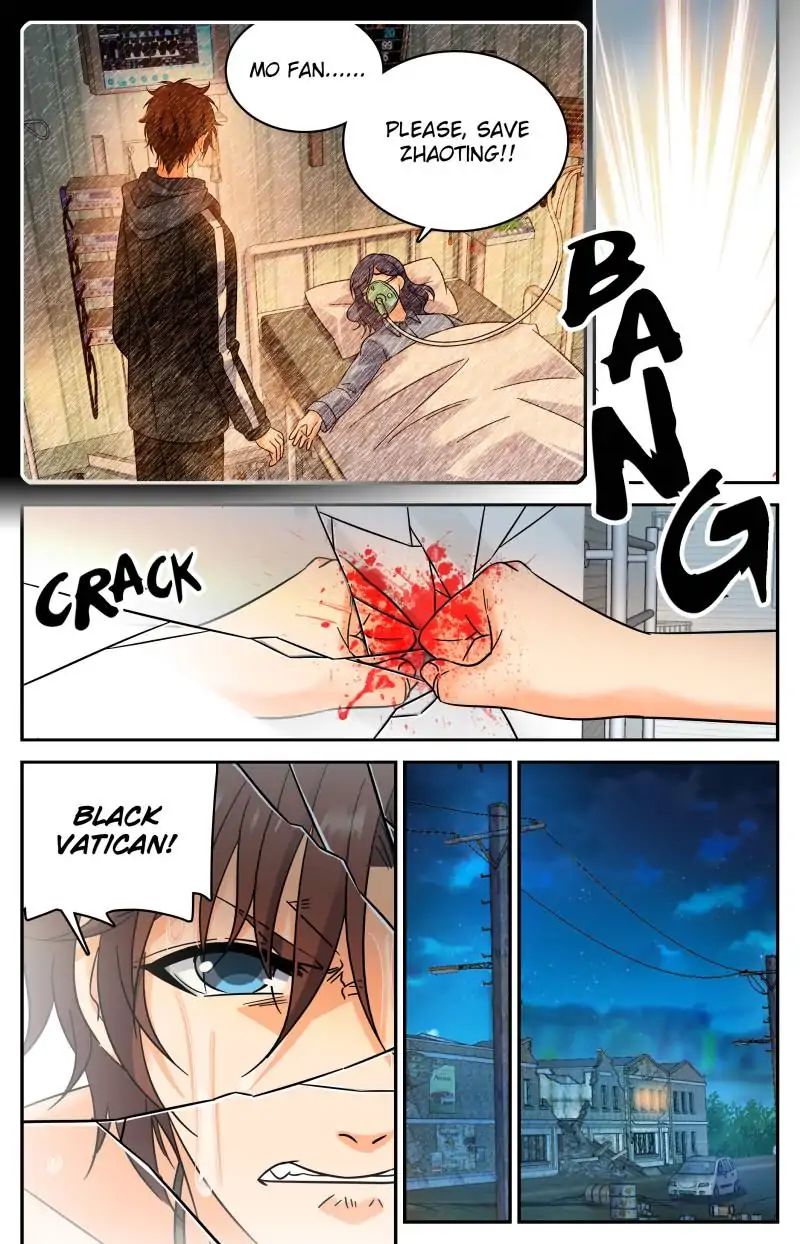 MO FAN......
PLEASE, SAVE
ZHAOTING!!
BANG
CRACK
BLACK
VATICAN!